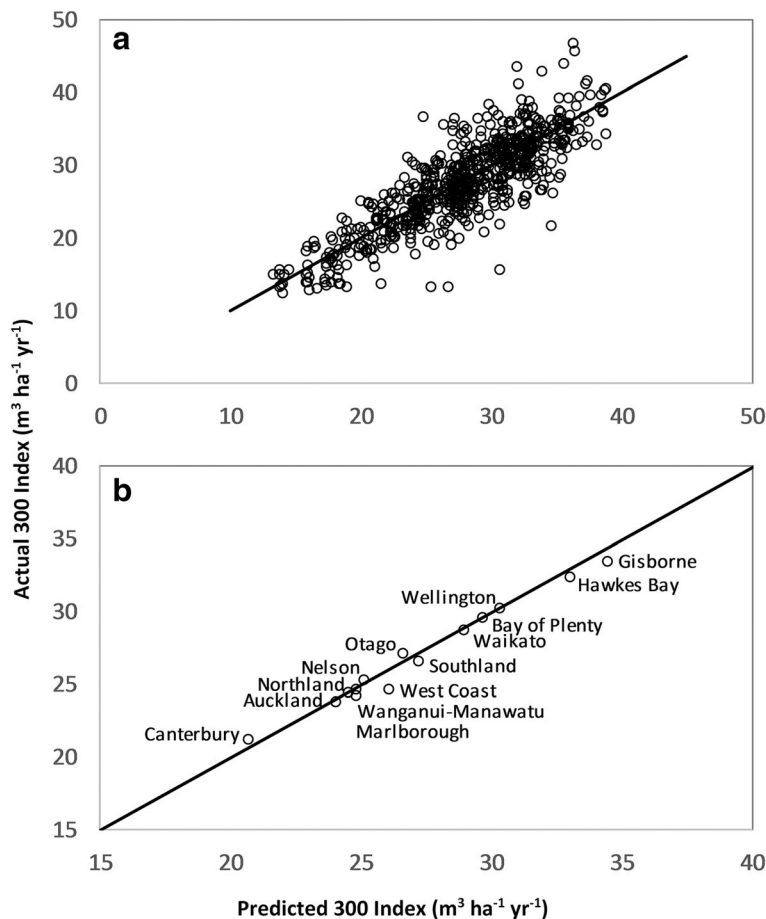 a
50
40
30
20
10
0
0 10 20 30 40 50
Actual 300 Index (m³ ha⁻¹ yr⁻¹)
b
40
35
30
25
20
15
Gisborne
Hawkes Bay
Wellington
Bay of Plenty
Waikato
Otago
Southland
Nelson
Northland
West Coast
Auckland
Wanganui-Manawatu
Marlborough
Canterbury
15 20 25 30 35 40
Predicted 300 Index (m³ ha⁻¹ yr⁻¹)